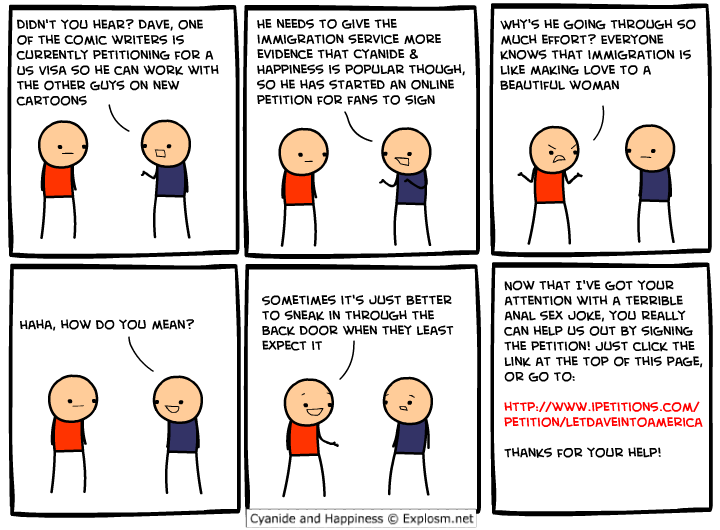 DIDN'T YOU HEAR? DAVE, ONE
OF THE COMIC WRITERS IS
CURRENTLY PETITIONING FOR A
US VISA SO HE CAN WORK WITH
THE OTHER GUYS ON NEW
CARTOONS
HE NEEDS TO GIVE THE
IMMIGRATION SERVICE MORE
EVIDENCE THAT CYANIDE &
HAPPINESS IS POPULAR THOUGH,
SO HE HAS STARTED AN ONLINE
PETITION FOR FANS TO SIGN
WHY'S HE GOING THROUGH SO
MUCH EFFORT? EVERYONE
KNOWS THAT IMMIGRATION IS
LIKE MAKING LOVE TO A
BEAUTIFUL WOMAN
HAHA, HOW DO YOU MEAN?
SOMETIMES IT'S JUST BETTER
TO SNEAK IN THROUGH THE
BACK DOOR WHEN THEY LEAST
EXPECT IT
NOW THAT I'VE GOT YOUR
ATTENTION WITH A TERRIBLE
ANAL SEX JOKE, YOU REALLY
CAN HELP US OUT BY SIGNING
THE PETITION! JUST CLICK THE
LINK AT THE TOP OF THIS PAGE,
OR GO TO:
HTTP://WWW.IPETITIONS.COM/
PETITION/LETDAVEINTOAMERICA
THANKS FOR YOUR HELP!
Cyanide and Happiness © Explosm.net